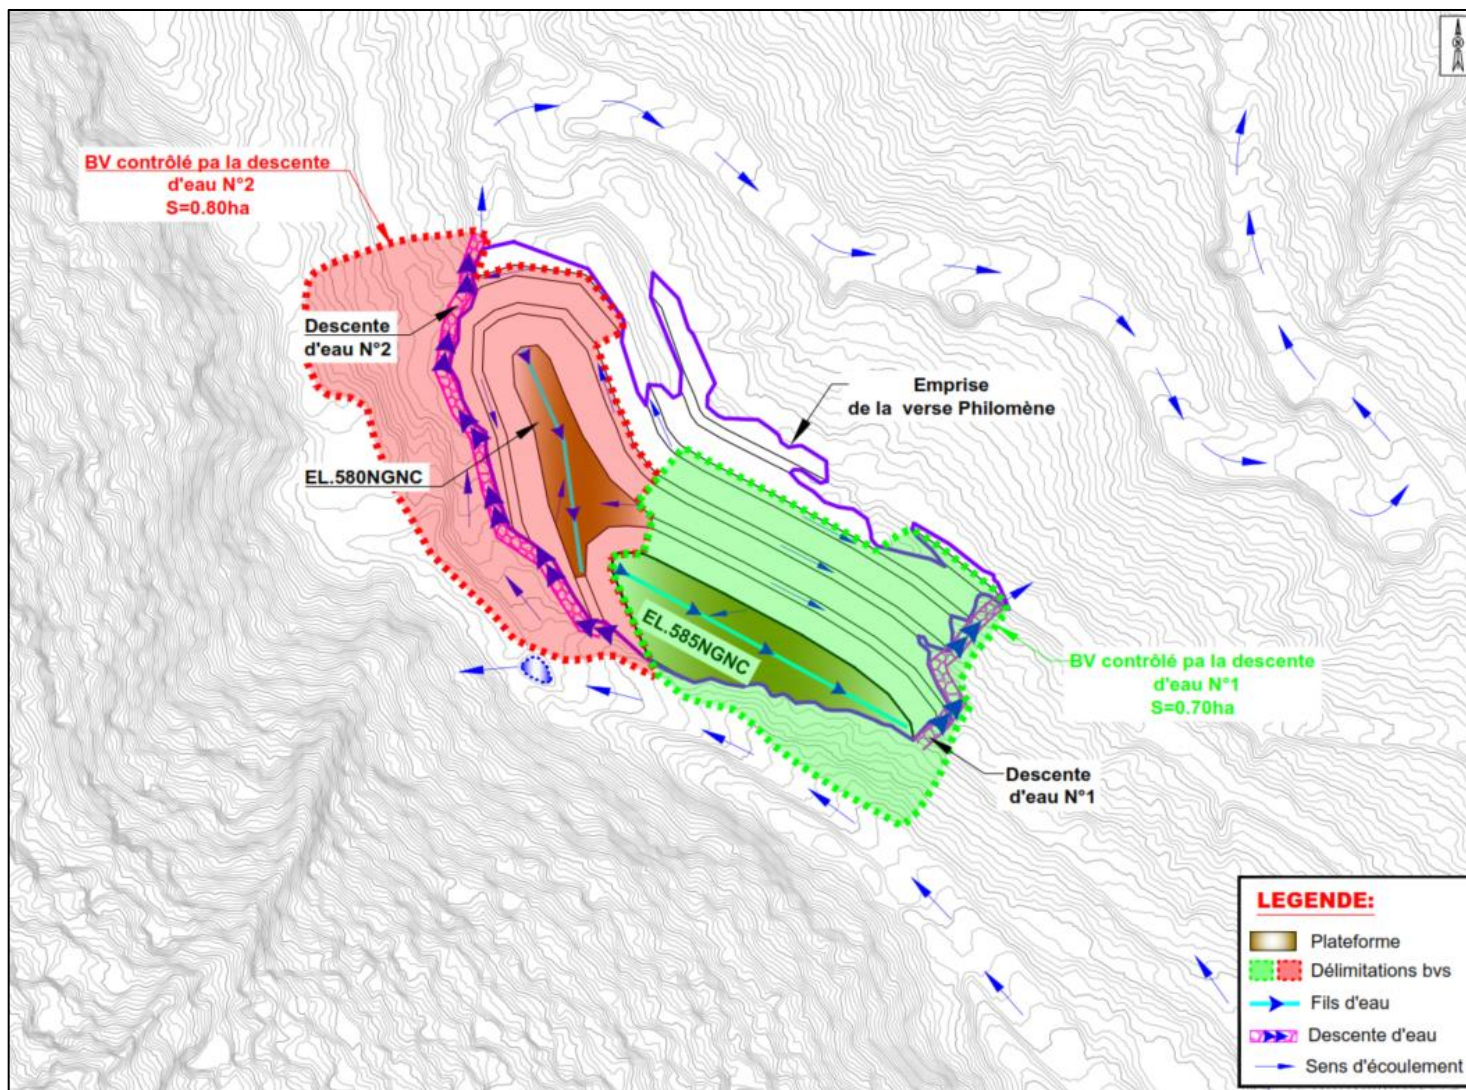 BV contrôlé pa la descente
d'eau N°2
S=0.80ha
Descente
d'eau N°2
Emprise
de la verse Philomène
EL.580NGNC
EL.585NGNC
BV contrôlé pa la descente
d'eau N°1
S=0.70ha
Descente
d'eau N°1
LEGENDE:
Plateforme
Délimitations bvs
Fils d'eau
Descente d'eau
Sens d'écoulement